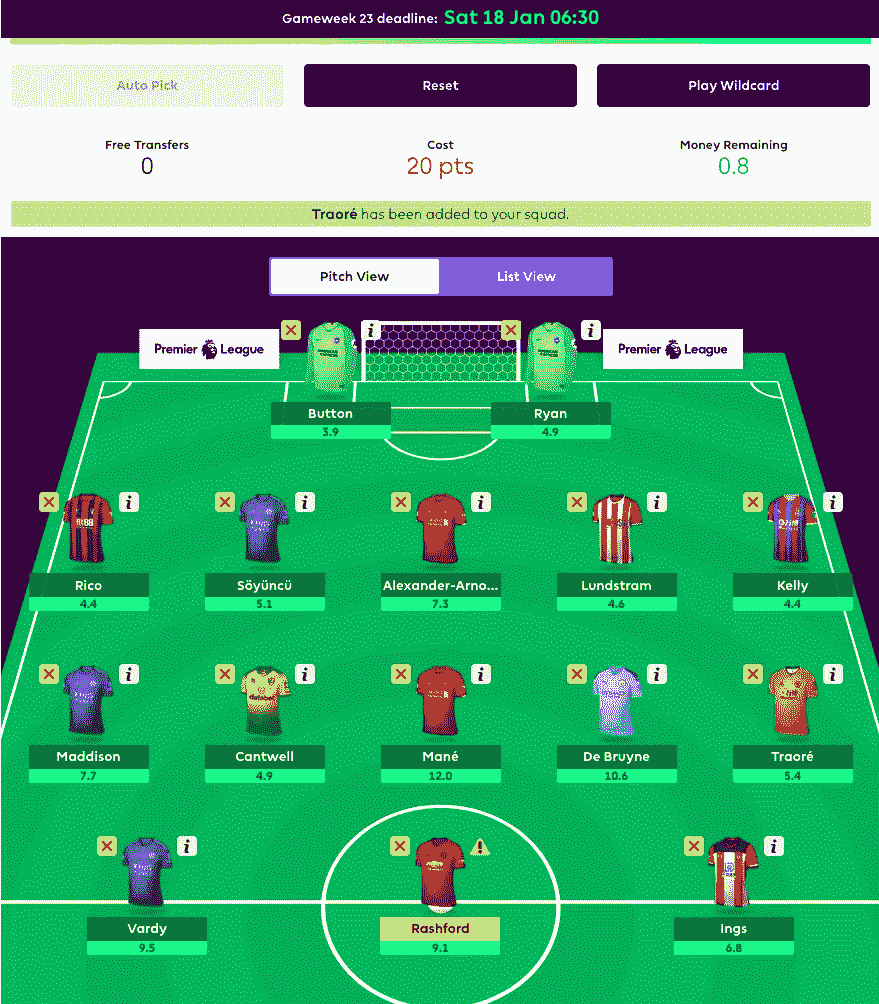 Gameweek 23 deadline: Sat 18 Jan 06:30
Auto Pick Reset Play Wildcard
Free Transfers Cost Money Remaining
0 20 pts 0.8
Traoré has been added to your squad.
Pitch View List View
Premier League Premier League
Button Ryan
3.9 4.9
Rico Söyüncü Alexander-Arno... Lundstram Kelly
4.4 5.1 7.3 4.6 4.4
Maddison Cantwell Mané De Bruyne Traoré
7.7 4.9 12.0 10.6 5.4
Vardy Rashford Ings
9.5 9.1 6.8